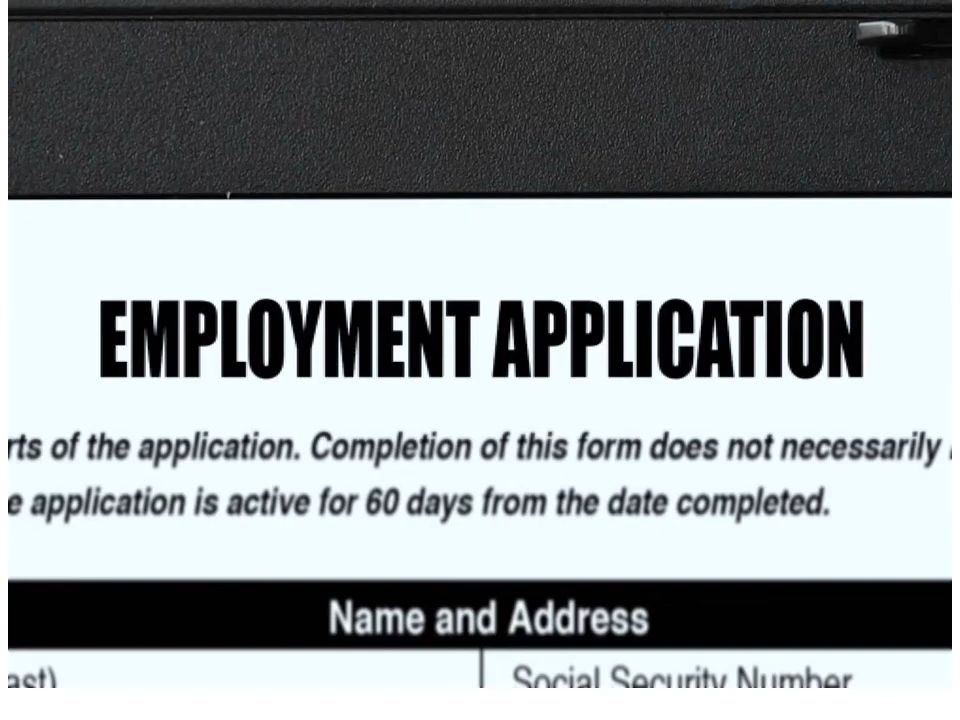 EMPLOYMENT APPLICATION
of the application. Completion of this form does not necessarily
application is active for 60 days from the date completed.
Name and Address
Social Security Number